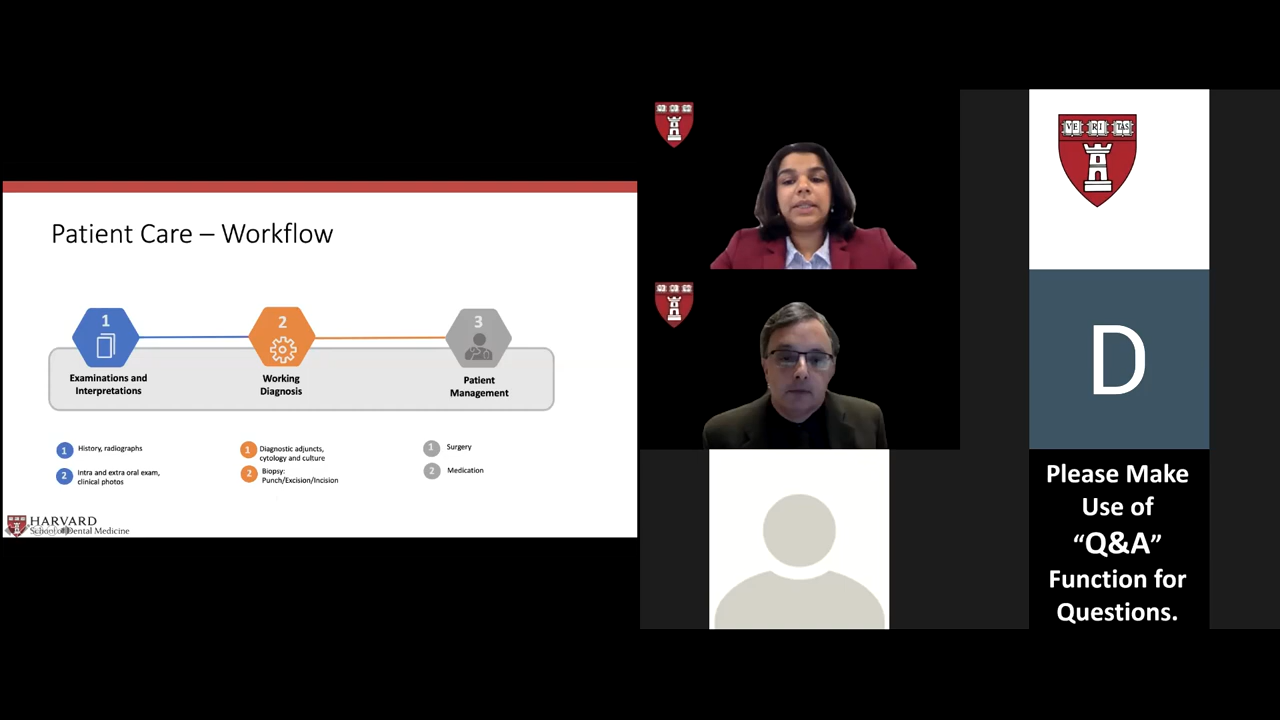 Patient Care – Workflow
1
2
3
Examinations and
Interpretations
Working
Diagnosis
Patient
Management
1 History, radiographs
2 Intra and extra oral exam,
clinical photos
1 Diagnostic adjuncts,
cytology and culture
2 Biopsy:
Punch/Excision/Incision
1 Surgery
2 Medication
HARVARD
School of Dental Medicine
VE RI TAS
D
Please Make
Use of
“Q&A”
Function for
Questions.